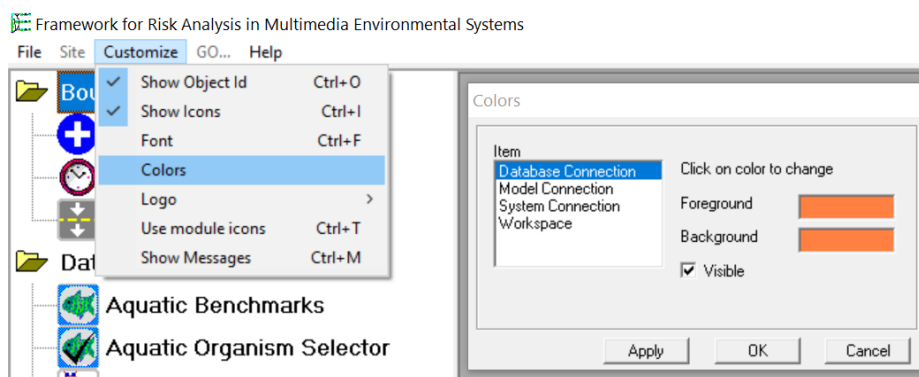 Framework for Risk Analysis in Multimedia Environmental Systems
File Site Customize GO... Help
Show Object Id Ctrl+O
Show Icons Ctrl+I
Font Ctrl+F
Colors
Logo
Use module icons Ctrl+T
Show Messages Ctrl+M
Aquatic Benchmarks
Aquatic Organism Selector
Colors
Item
Database Connection
Model Connection
System Connection
Workspace
Click on color to change
Foreground
Background
Visible
Apply OK Cancel